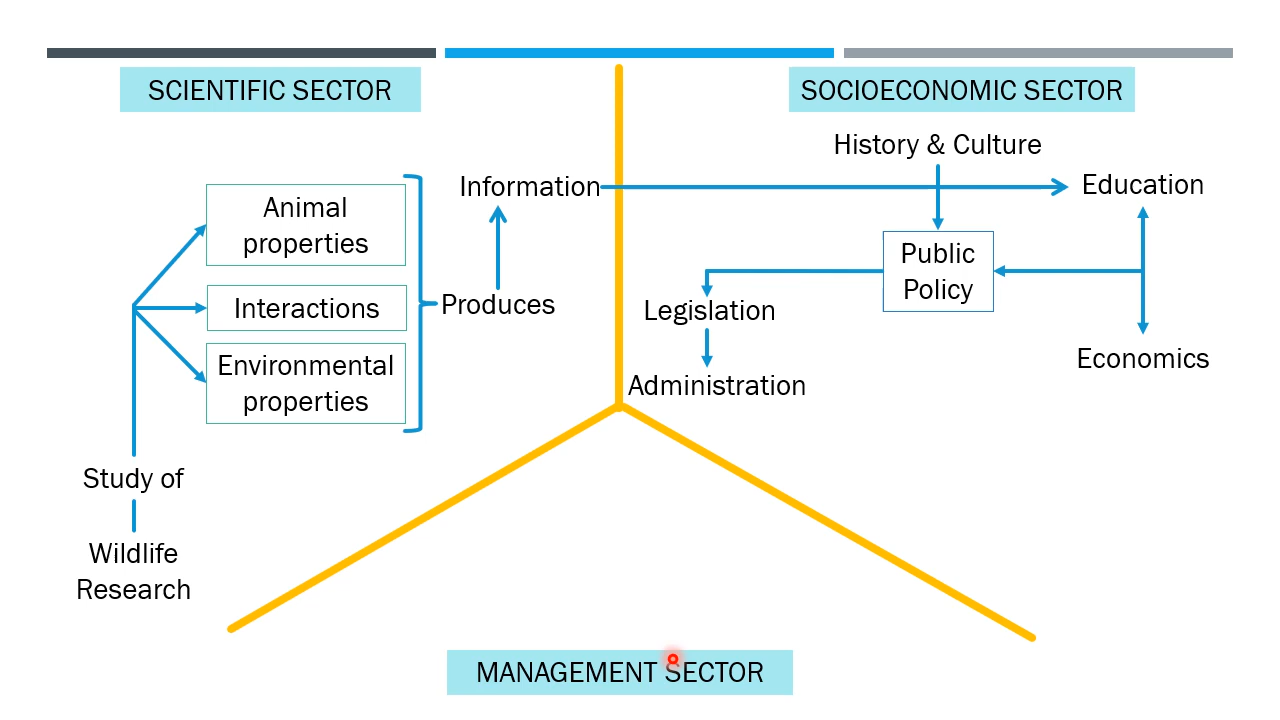 SCIENTIFIC SECTOR
SOCIOECONOMIC SECTOR
History & Culture
Information
Education
Animal
properties
Public
Policy
Interactions
Produces
Legislation
Environmental
properties
Economics
Administration
Study of
Wildlife
Research
MANAGEMENT SECTOR